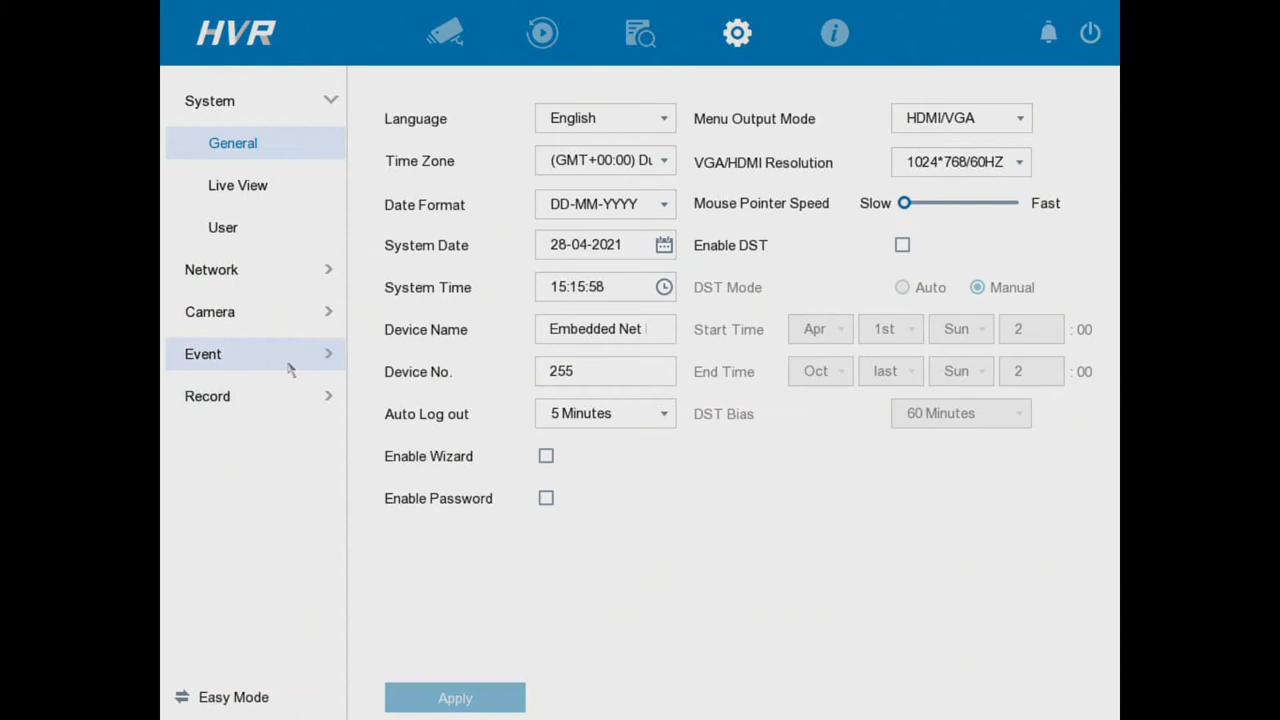 HVR
System
General
Live View
User
Network
Camera
Event
Record
Easy Mode
Language English
Time Zone (GMT+00:00) Du
Date Format DD-MM-YYYY
System Date 28-04-2021
System Time 15:15:58
Device Name Embedded Net
Device No. 255
Auto Log out 5 Minutes
Enable Wizard
Enable Password
Menu Output Mode HDMI/VGA
VGA/HDMI Resolution 1024*768/60HZ
Mouse Pointer Speed Slow Fast
Enable DST
DST Mode Auto Manual
Start Time Apr 1st Sun 2 :00
End Time Oct last Sun 2 :00
DST Bias 60 Minutes
Apply